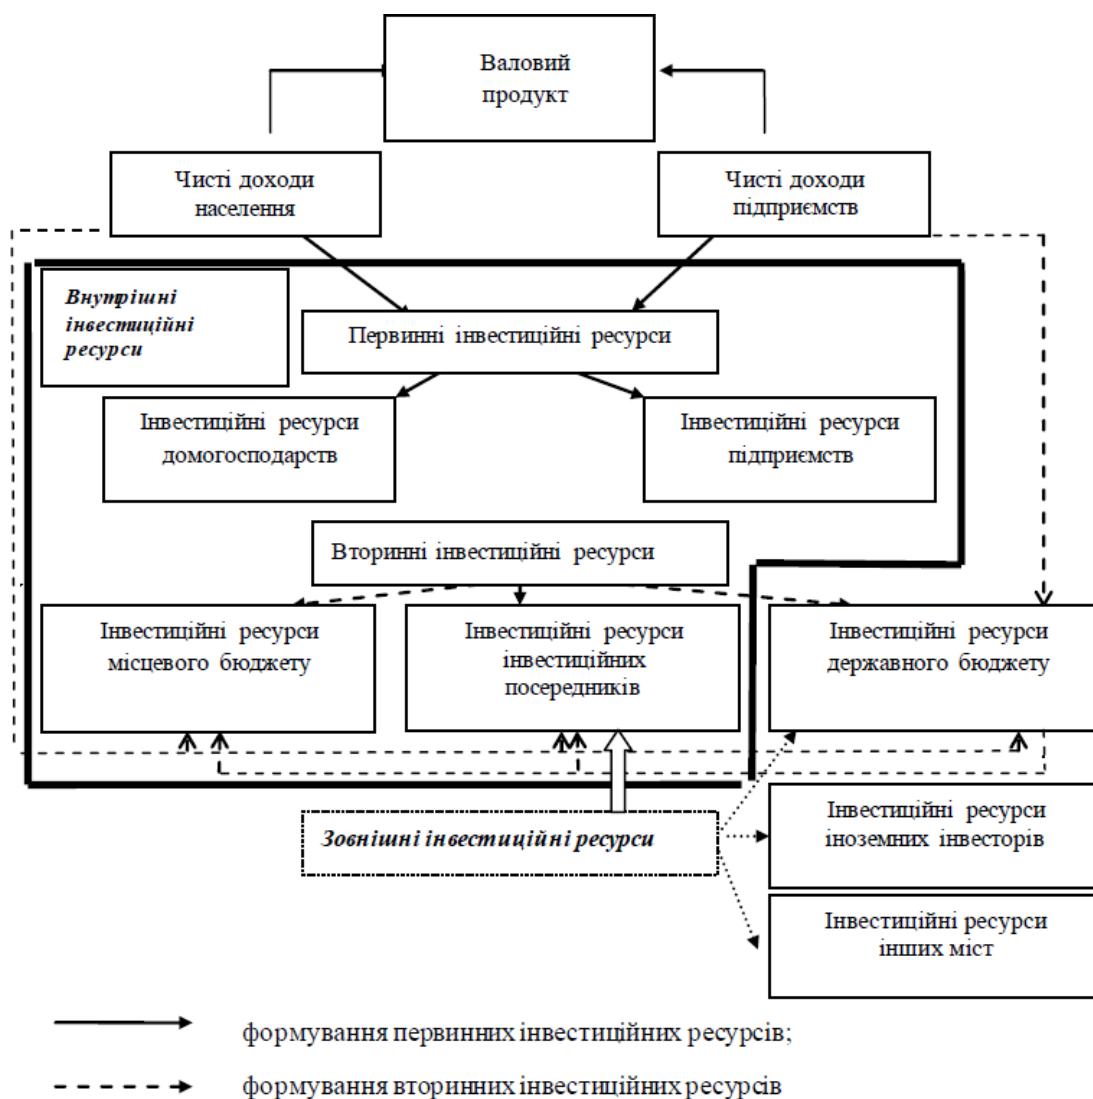 Валовий
продукт
Чисті доходи
населення
Чисті доходи
підприємств
Внутрішні
інвестиційні
ресурси
Первинні інвестиційні ресурси
Інвестиційні ресурси
домогосподарств
Інвестиційні ресурси
підприємств
Вторинні інвестиційні ресурси
Інвестиційні ресурси
місцевого бюджету
Інвестиційні ресурси
інвестиційних
посередників
Інвестиційні ресурси
державного бюджету
Зовнішні інвестиційні ресурси
Інвестиційні ресурси
іноземних інвесторів
Інвестиційні ресурси
інших міст
формування первинних інвестиційних ресурсів;
формування вторинних інвестиційних ресурсів